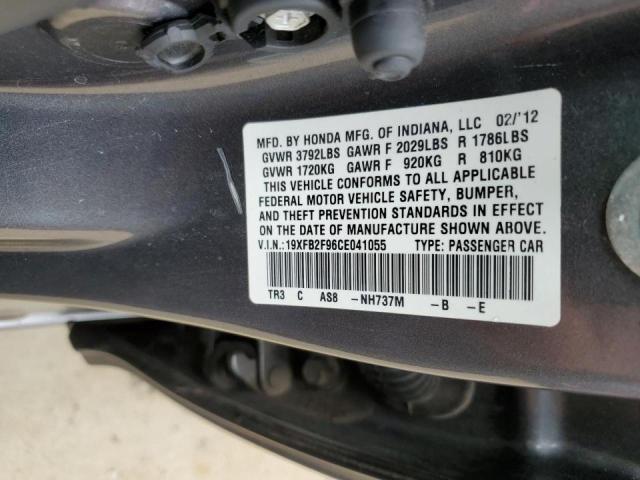 MFD. BY HONDA MFG. OF INDIANA, LLC 02/'12
GVWR 3792LBS GAWR F 2029LBS R 1786LBS
GVWR 1720KG GAWR F 920KG R 810KG
THIS VEHICLE CONFORMS TO ALL APPLICABLE
FEDERAL MOTOR VEHICLE SAFETY, BUMPER,
AND THEFT PREVENTION STANDARDS IN EFFECT
ON THE DATE OF MANUFACTURE SHOWN ABOVE.
V.I.N.:19XFB2F96CE041055 TYPE: PASSENGER CAR
TR3 C AS8 -NH737M -B -E